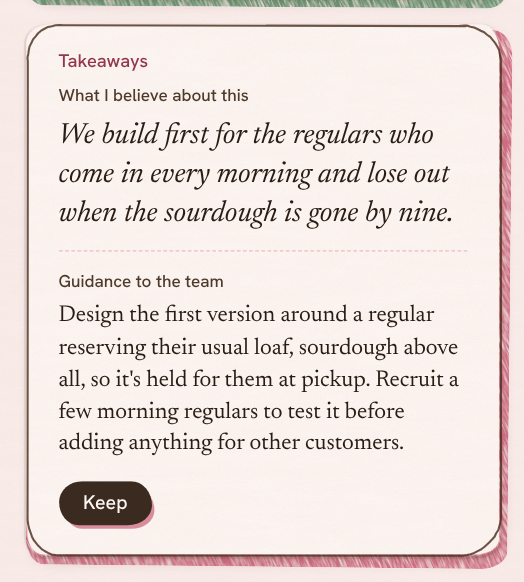 Takeaways
What I believe about this
We build first for the regulars who
come in every morning and lose out
when the sourdough is gone by nine.
Guidance to the team
Design the first version around a regular
reserving their usual loaf, sourdough above
all, so it's held for them at pickup. Recruit a
few morning regulars to test it before
adding anything for other customers.
Keep